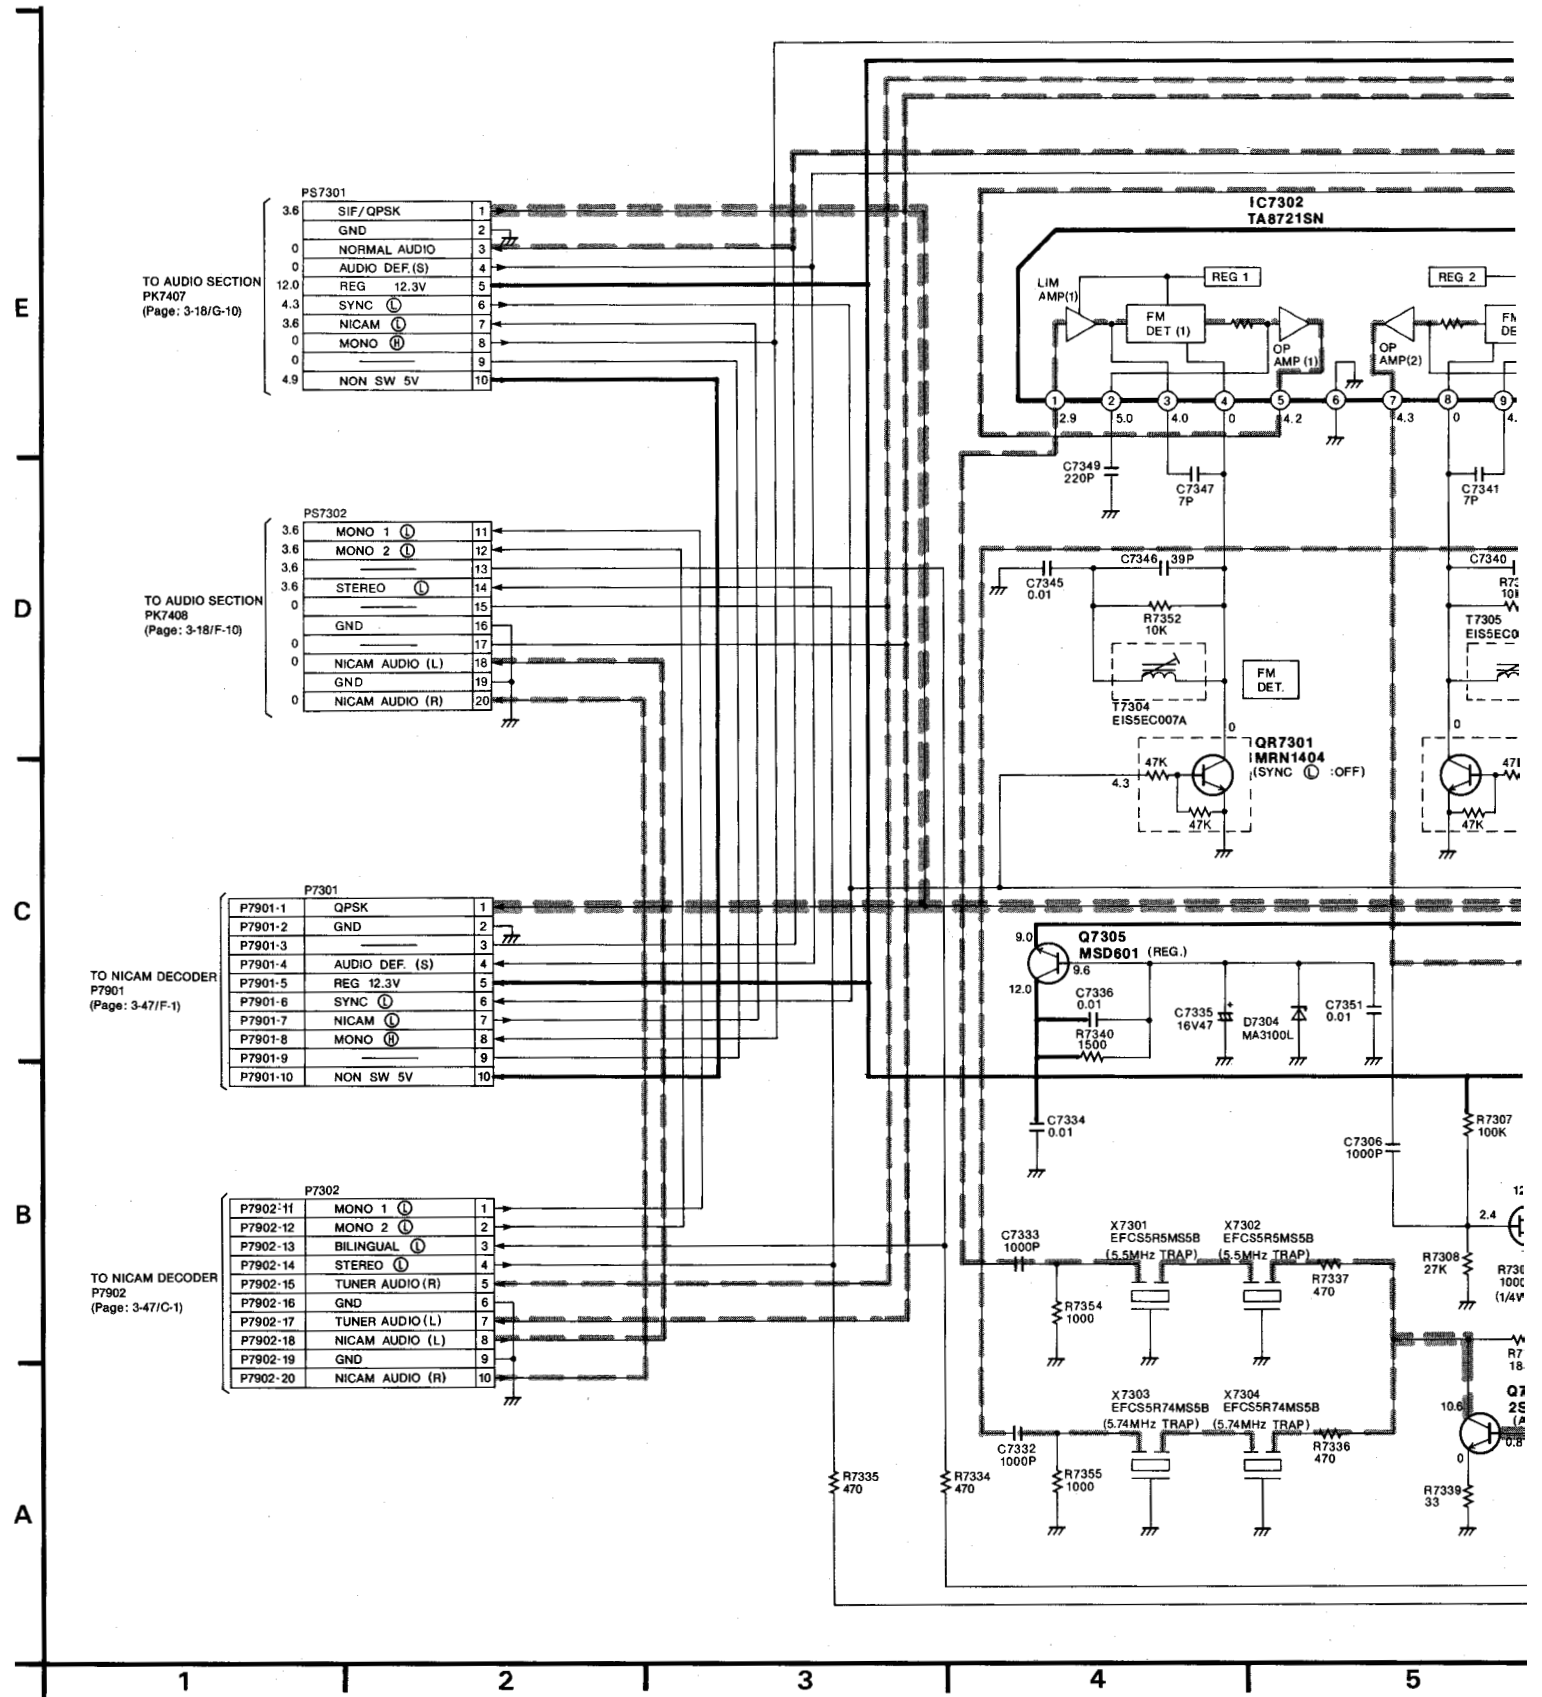 IC7302
TA8721SN
PS7301
3.6 SIF/QPSK 1
GND 2
0 NORMAL AUDIO 3
0 AUDIO DEF.(S) 4
12.0 REG 12.3V 5
4.3 SYNC Ⓛ 6
3.6 NICAM Ⓛ 7
0 MONO Ⓗ 8
0 9
4.9 NON SW 5V 10
TO AUDIO SECTION
PK7407
(Page: 3-18/G-10)
E
LIM
AMP(1)
REG 1
REG 2
FM
DET (1)
OP
AMP (1)
OP
AMP(2)
FM
DE
1 2 3 4 5 6 7 8 9
2.9 5.0 4.0 0 4.2 4.3 0 4.
C7349
220P
C7347
7P
C7341
7P
PS7302
3.6 MONO 1 Ⓛ 11
3.6 MONO 2 Ⓛ 12
3.6 13
3.6 STEREO Ⓛ 14
0 15
GND 16
0 17
0 NICAM AUDIO (L) 18
GND 19
0 NICAM AUDIO (R) 20
TO AUDIO SECTION
PK7408
(Page: 3-18/F-10)
D
C7346 39P
C7345
0.01
R7352
10K
T7304
EIS5EC007A
FM
DET.
C7340
T7305
EIS5EC0
0
0
QR7301
MRN1404
(SYNC Ⓛ :OFF)
47K
4.3
47K
47K
C
P7301
P7901-1 QPSK 1
P7901-2 GND 2
P7901-3 3
P7901-4 AUDIO DEF. (S) 4
P7901-5 REG 12.3V 5
P7901-6 SYNC Ⓛ 6
P7901-7 NICAM Ⓛ 7
P7901-8 MONO Ⓗ 8
P7901-9 9
P7901-10 NON SW 5V 10
TO NICAM DECODER
P7901
(Page: 3-47/F-1)
9.0
Q7305
MSD601 (REG.)
9.6
12.0
C7336
0.01
R7340
1500
C7335
16V47
D7304
MA3100L
C7351
0.01
C7334
0.01
C7306
1000P
R7307
100K
B
P7302
P7902-11 MONO 1 Ⓛ 1
P7902-12 MONO 2 Ⓛ 2
P7902-13 BILINGUAL Ⓛ 3
P7902-14 STEREO Ⓛ 4
P7902-15 TUNER AUDIO(R) 5
P7902-16 GND 6
P7902-17 TUNER AUDIO(L) 7
P7902-18 NICAM AUDIO (L) 8
P7902-19 GND 9
P7902-20 NICAM AUDIO (R) 10
TO NICAM DECODER
P7902
(Page: 3-47/C-1)
C7333
1000P
X7301
EFCS5R5MS5B
(5.5MHz TRAP)
X7302
EFCS5R5MS5B
(5.5MHz TRAP)
R7337
470
R7354
1000
2.4
R7308
27K
(1/4W
X7303
EFCS5R74MS5B
(5.74MHz TRAP)
X7304
EFCS5R74MS5B
(5.74MHz TRAP)
C7332
1000P
R7355
1000
R7336
470
10.6
0.8
0
R7339
33
R7335
470
R7334
470
A
1 2 3 4 5